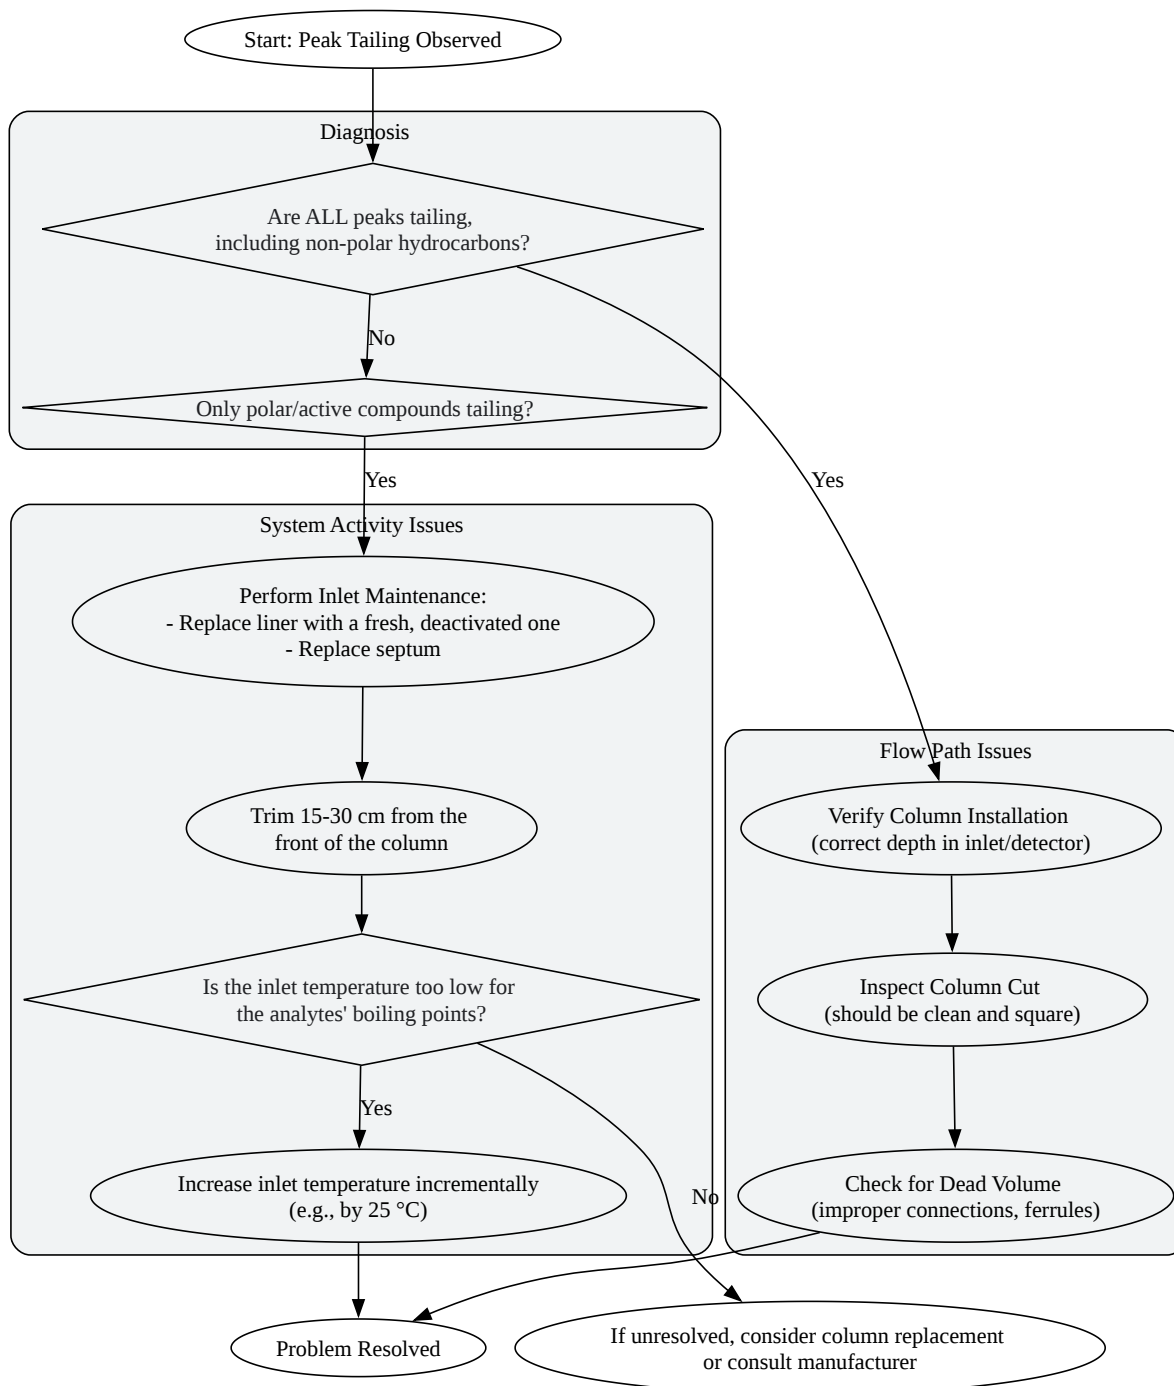 Start: Peak Tailing Observed
Diagnosis
Are ALL peaks tailing,
including non-polar hydrocarbons?
No
Only polar/active compounds tailing?
Yes
Yes
System Activity Issues
Perform Inlet Maintenance:
- Replace liner with a fresh, deactivated one
- Replace septum
Trim 15-30 cm from the
front of the column
Is the inlet temperature too low for
the analytes' boiling points?
Yes
Increase inlet temperature incrementally
(e.g., by 25 °C)
No
Flow Path Issues
Verify Column Installation
(correct depth in inlet/detector)
Inspect Column Cut
(should be clean and square)
Check for Dead Volume
(improper connections, ferrules)
Problem Resolved
If unresolved, consider column replacement
or consult manufacturer